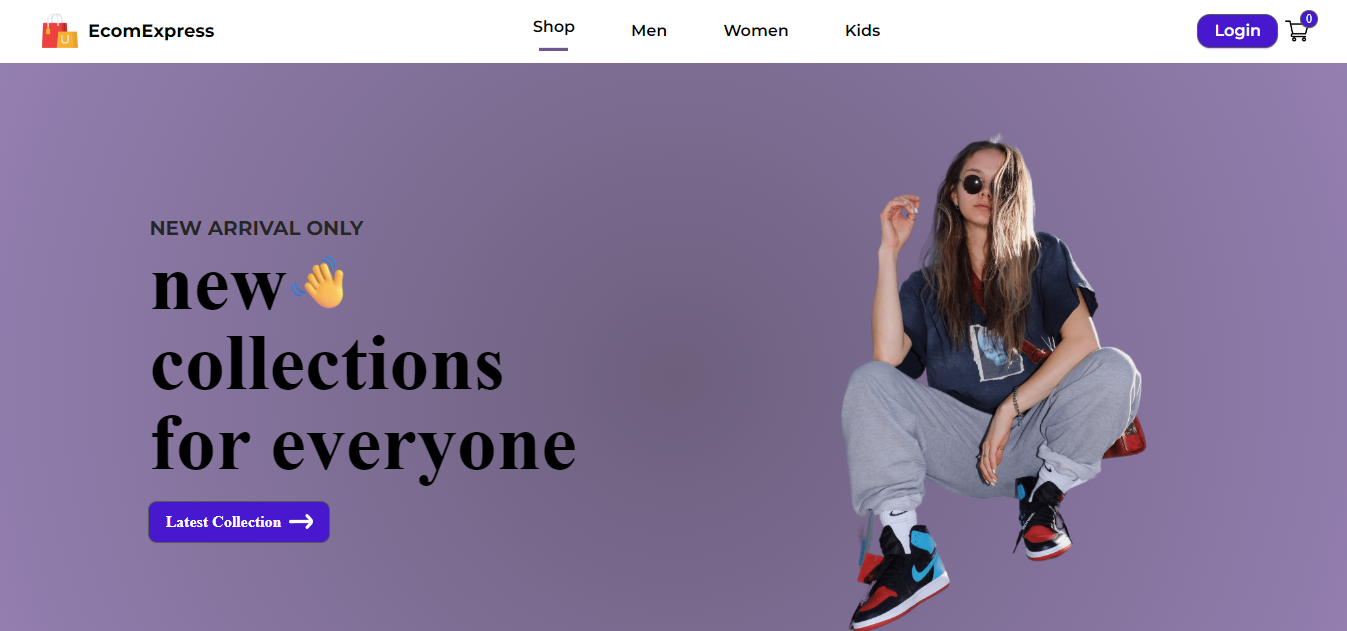 EcomExpress
Shop
Men
Women
Kids
Login
0
NEW ARRIVAL ONLY
new
collections
for everyone
Latest Collection